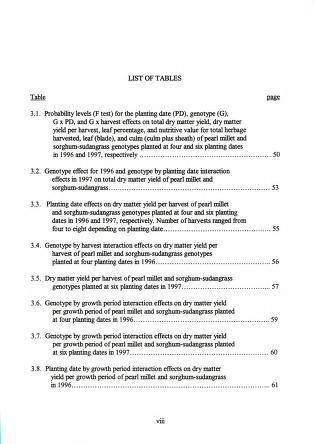 LIST OF TABLES
Table page
3.1. Probability levels (F test) for the planting date (PD), genotype (G),
G x PD, and G x harvest effects on total dry matter yield, dry matter
yield per harvest, leaf percentage, and nutritive value for total herbage
harvested, leaf (blade), and culm (culm plus sheath) of pearl millet and
sorghum-sudangrass genotypes planted at four and six planting dates
in 1996 and 1997, respectively ........................................................ 50
3.2. Genotype effect for 1996 and genotype by planting date interaction
effects in 1997 on total dry matter yield of pearl millet and
sorghum-sudangrass........................................................................ 53
3.3. Planting date effects on dry matter yield per harvest of pearl millet
and sorghum-sudangrass genotypes planted at four and six planting
dates in 1996 and 1997, respectively. Number of harvests ranged from
four to eight depending on planting date............................................... 55
3.4. Genotype by harvest interaction effects on dry matter yield per
harvest of pearl millet and sorghum-sudangrass genotypes
planted at four planting dates in 1996.................................................. 56
3.5. Dry matter yield per harvest of pearl millet and sorghum-sudangrass
genotypes planted at six planting dates in 1997...................................... 57
3.6. Genotype by growth period interaction effects on dry matter yield
per growth period of pearl millet and sorghum-sudangrass planted
at four planting dates in 1996............................................................ 59
3.7. Genotype by growth period interaction effects on dry matter yield
per growth period of pearl millet and sorghum-sudangrass planted
at six planting dates in 1997.............................................................. 60
3.8. Planting date by growth period interaction effects on dry matter
yield per growth period of pearl millet and sorghum-sudangrass
in 1996....................................................................................... 61
viii